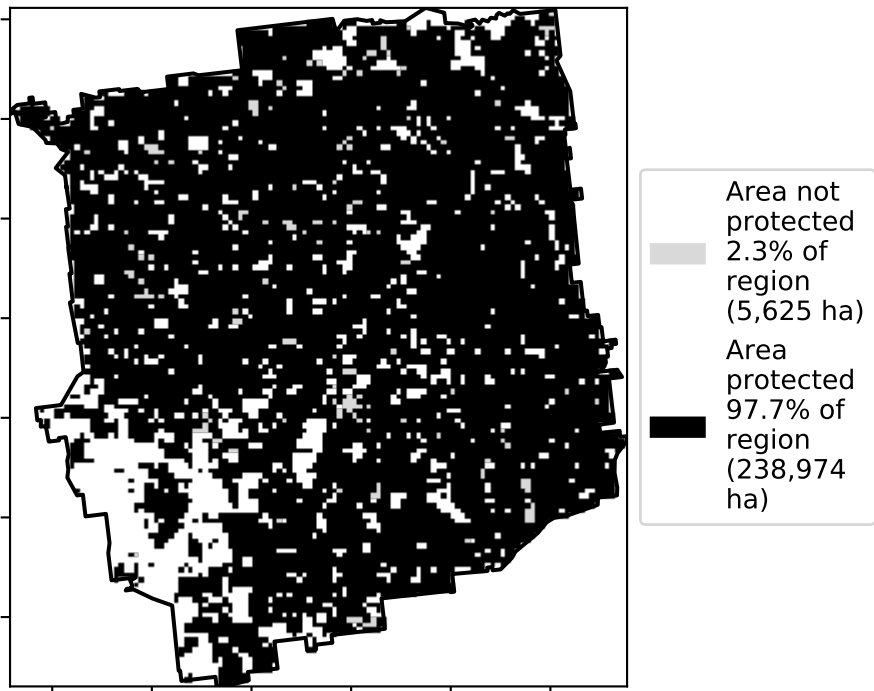 Area not
protected
2.3% of
region
(5,625 ha)
Area
protected
97.7% of
region
(238,974
ha)